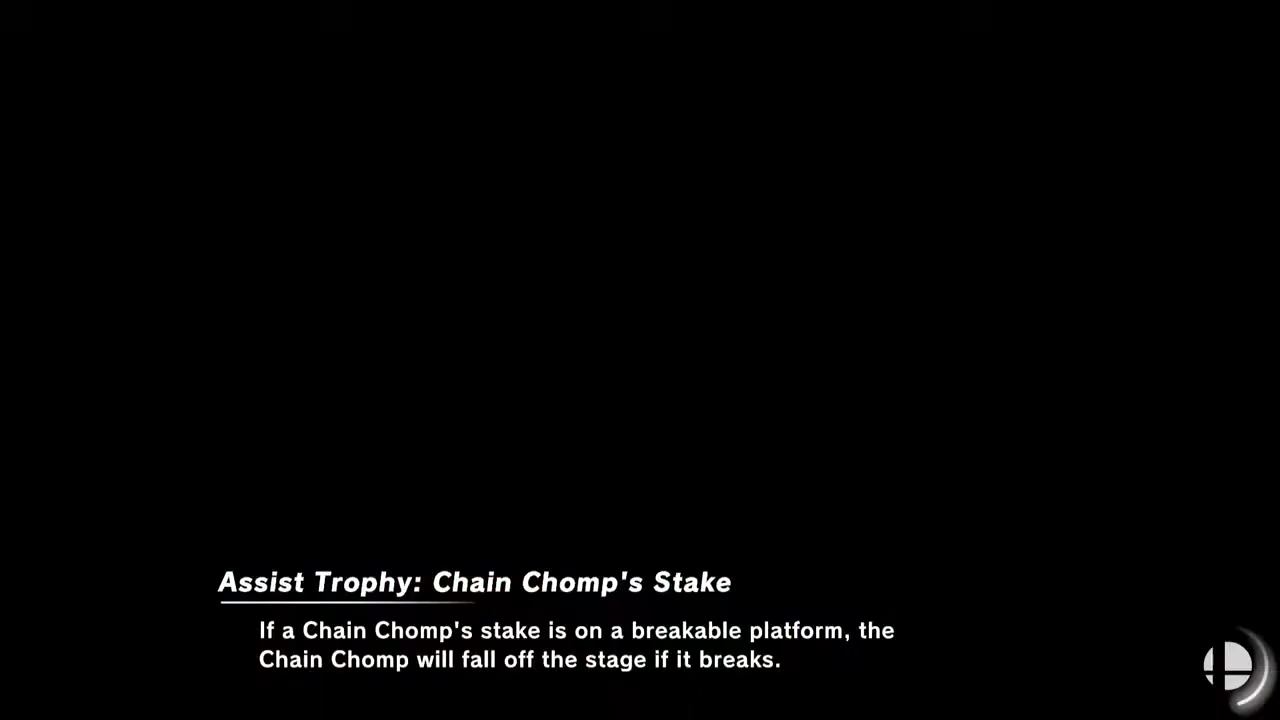 Assist Trophy: Chain Chomp's Stake
If a Chain Chomp's stake is on a breakable platform, the
Chain Chomp will fall off the stage if it breaks.